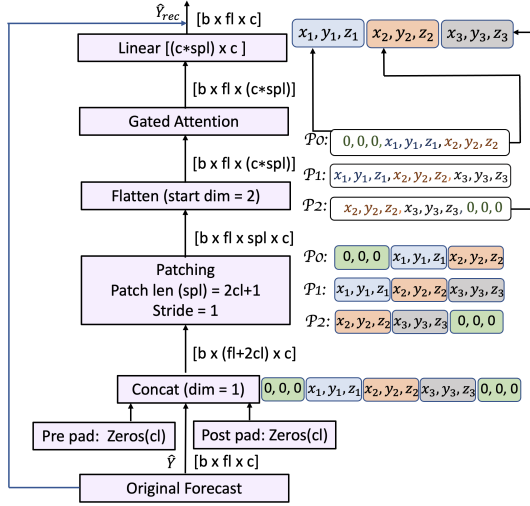 Ŷrec [b x fl x c]
Linear [(c*spl) x c ]
x1, y1, z1 x2, y2, z2 x3, y3, z3
[b x fl x (c*spl)]
Gated Attention
P0: 0, 0, 0, x1, y1, z1, x2, y2, z2
[b x fl x (c*spl)]
P1: x1, y1, z1, x2, y2, z2, x3, y3, z3
Flatten (start dim = 2)
P2: x2, y2, z2, x3, y3, z3, 0, 0, 0
[b x fl x spl x c]
Patching
Patch len (spl) = 2cl+1
Stride = 1
P0: 0, 0, 0 x1, y1, z1 x2, y2, z2
P1: x1, y1, z1 x2, y2, z2 x3, y3, z3
P2: x2, y2, z2 x3, y3, z3 0, 0, 0
[b x (fl+2cl) x c]
Concat (dim = 1) 0, 0, 0 x1, y1, z1 x2, y2, z2 x3, y3, z3 0, 0, 0
Pre pad: Zeros(cl) Post pad: Zeros(cl)
Ŷ [b x fl x c]
Original Forecast